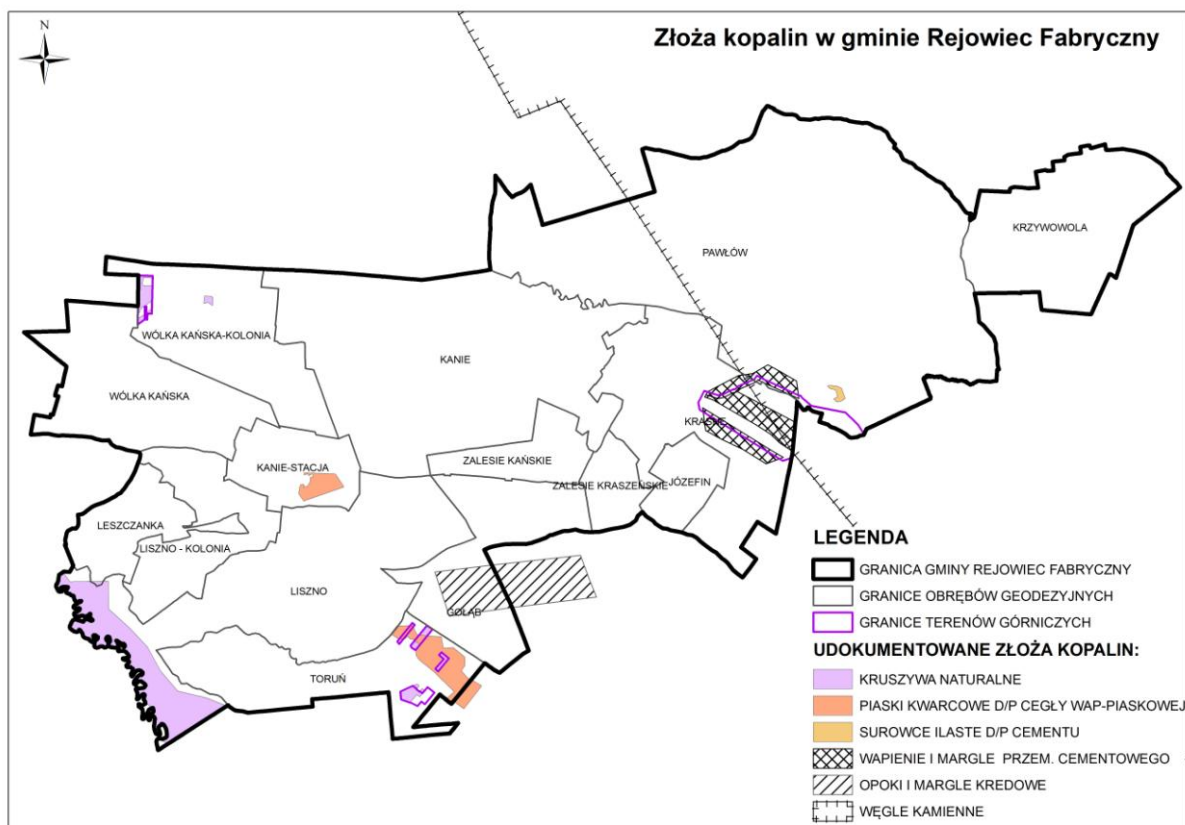 Złoża kopalin w gminie Rejowiec Fabryczny
N
KRZYWOWOLA
PAWŁÓW
WÓLKA KAŃSKA-KOLONIA
KANIE
WÓLKA KAŃSKA
KRASNE
KANIE-STACJA
ZALESIE KAŃSKIE
ZALESIE KRASZEŃSKIE
JÓZEFIN
LESZCZANKA
LISZNO - KOLONIA
LISZNO
GOŁĄB
TORUŃ
LEGENDA
GRANICA GMINY REJOWIEC FABRYCZNY
GRANICE OBRĘBÓW GEODEZYJNYCH
GRANICE TERENÓW GÓRNICZYCH
UDOKUMENTOWANE ZŁOŻA KOPALIN:
KRUSZYWA NATURALNE
PIASKI KWARCOWE D/P CEGŁY WAP-PIASKOWEJ
SUROWCE ILASTE D/P CEMENTU
WAPIENIE I MARGLE PRZEM. CEMENTOWEGO
OPOKI I MARGLE KREDOWE
WĘGLE KAMIENNE